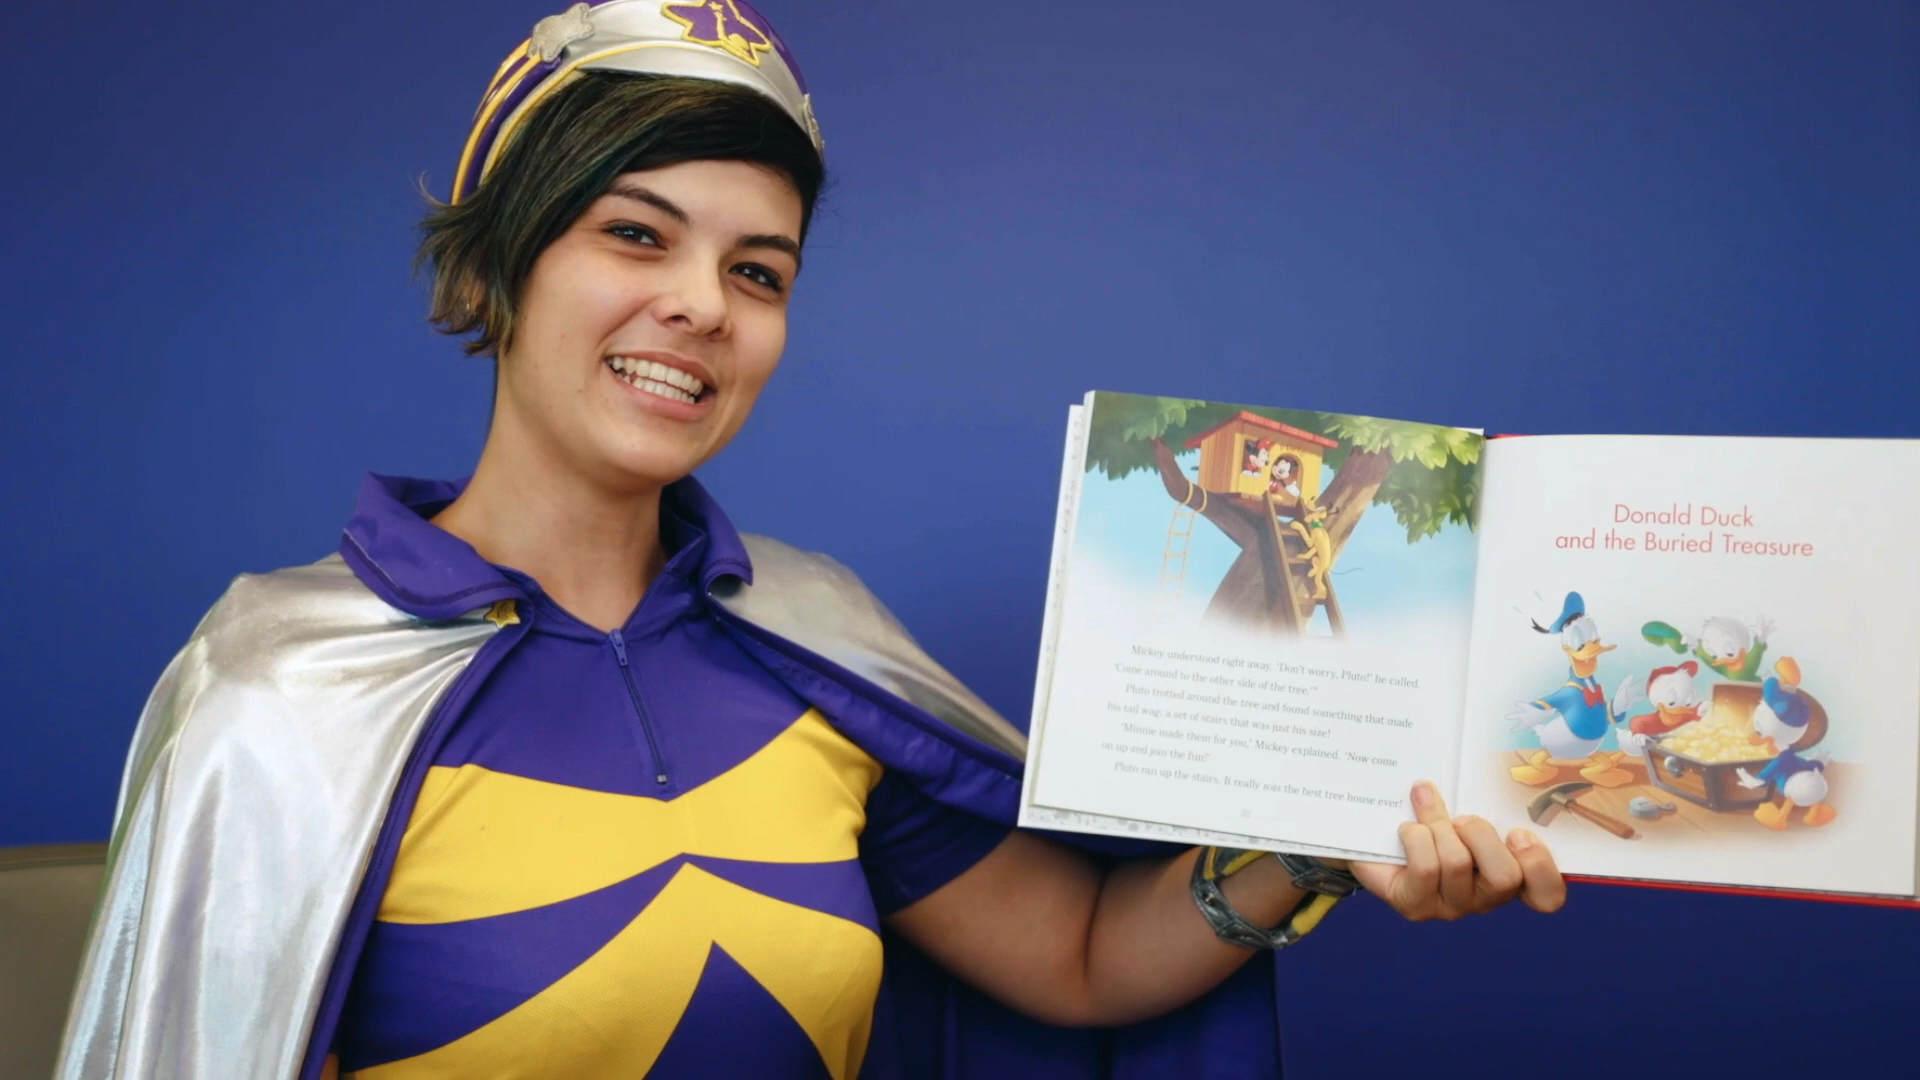 Mickey understood right away. 'Don't worry, Pluto!' he called.
'Come around to the other side of the tree.'"
Pluto trotted around the tree and found something that made
his tail wag: a set of stairs that was just his size!
'Minnie made them for you,' Mickey explained. 'Now come
on up and join the fun!'
Pluto ran up the stairs. It really was the best tree house ever!
Donald Duck
and the Buried Treasure